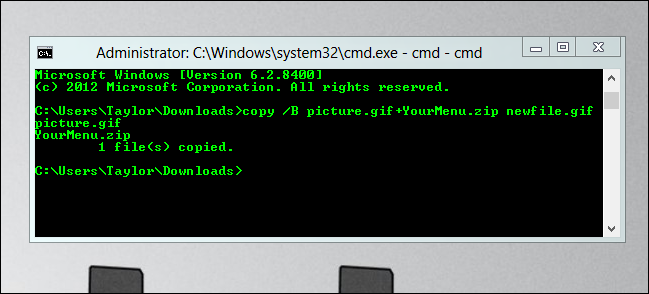 Administrator: C:\Windows\system32\cmd.exe - cmd - cmd
Microsoft Windows [Version 6.2.8400]
(c) 2012 Microsoft Corporation. All rights reserved.
C:\Users\Taylor\Downloads>copy /B picture.gif+YourMenu.zip newfile.gif
picture.gif
YourMenu.zip
1 file(s) copied.
C:\Users\Taylor\Downloads>